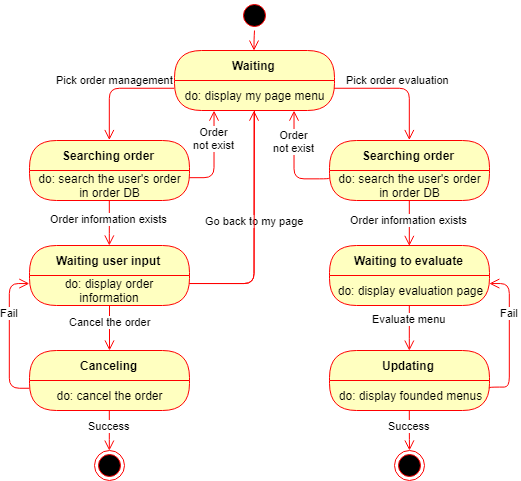 Waiting
do: display my page menu
Pick order management
Pick order evaluation
Order
not exist
Order
not exist
Searching order
do: search the user's order
in order DB
Searching order
do: search the user's order
in order DB
Order information exists
Go back to my page
Order information exists
Waiting user input
do: display order
information
Waiting to evaluate
do: display evaluation page
Fail
Cancel the order
Evaluate menu
Fail
Canceling
do: cancel the order
Updating
do: display founded menus
Success
Success